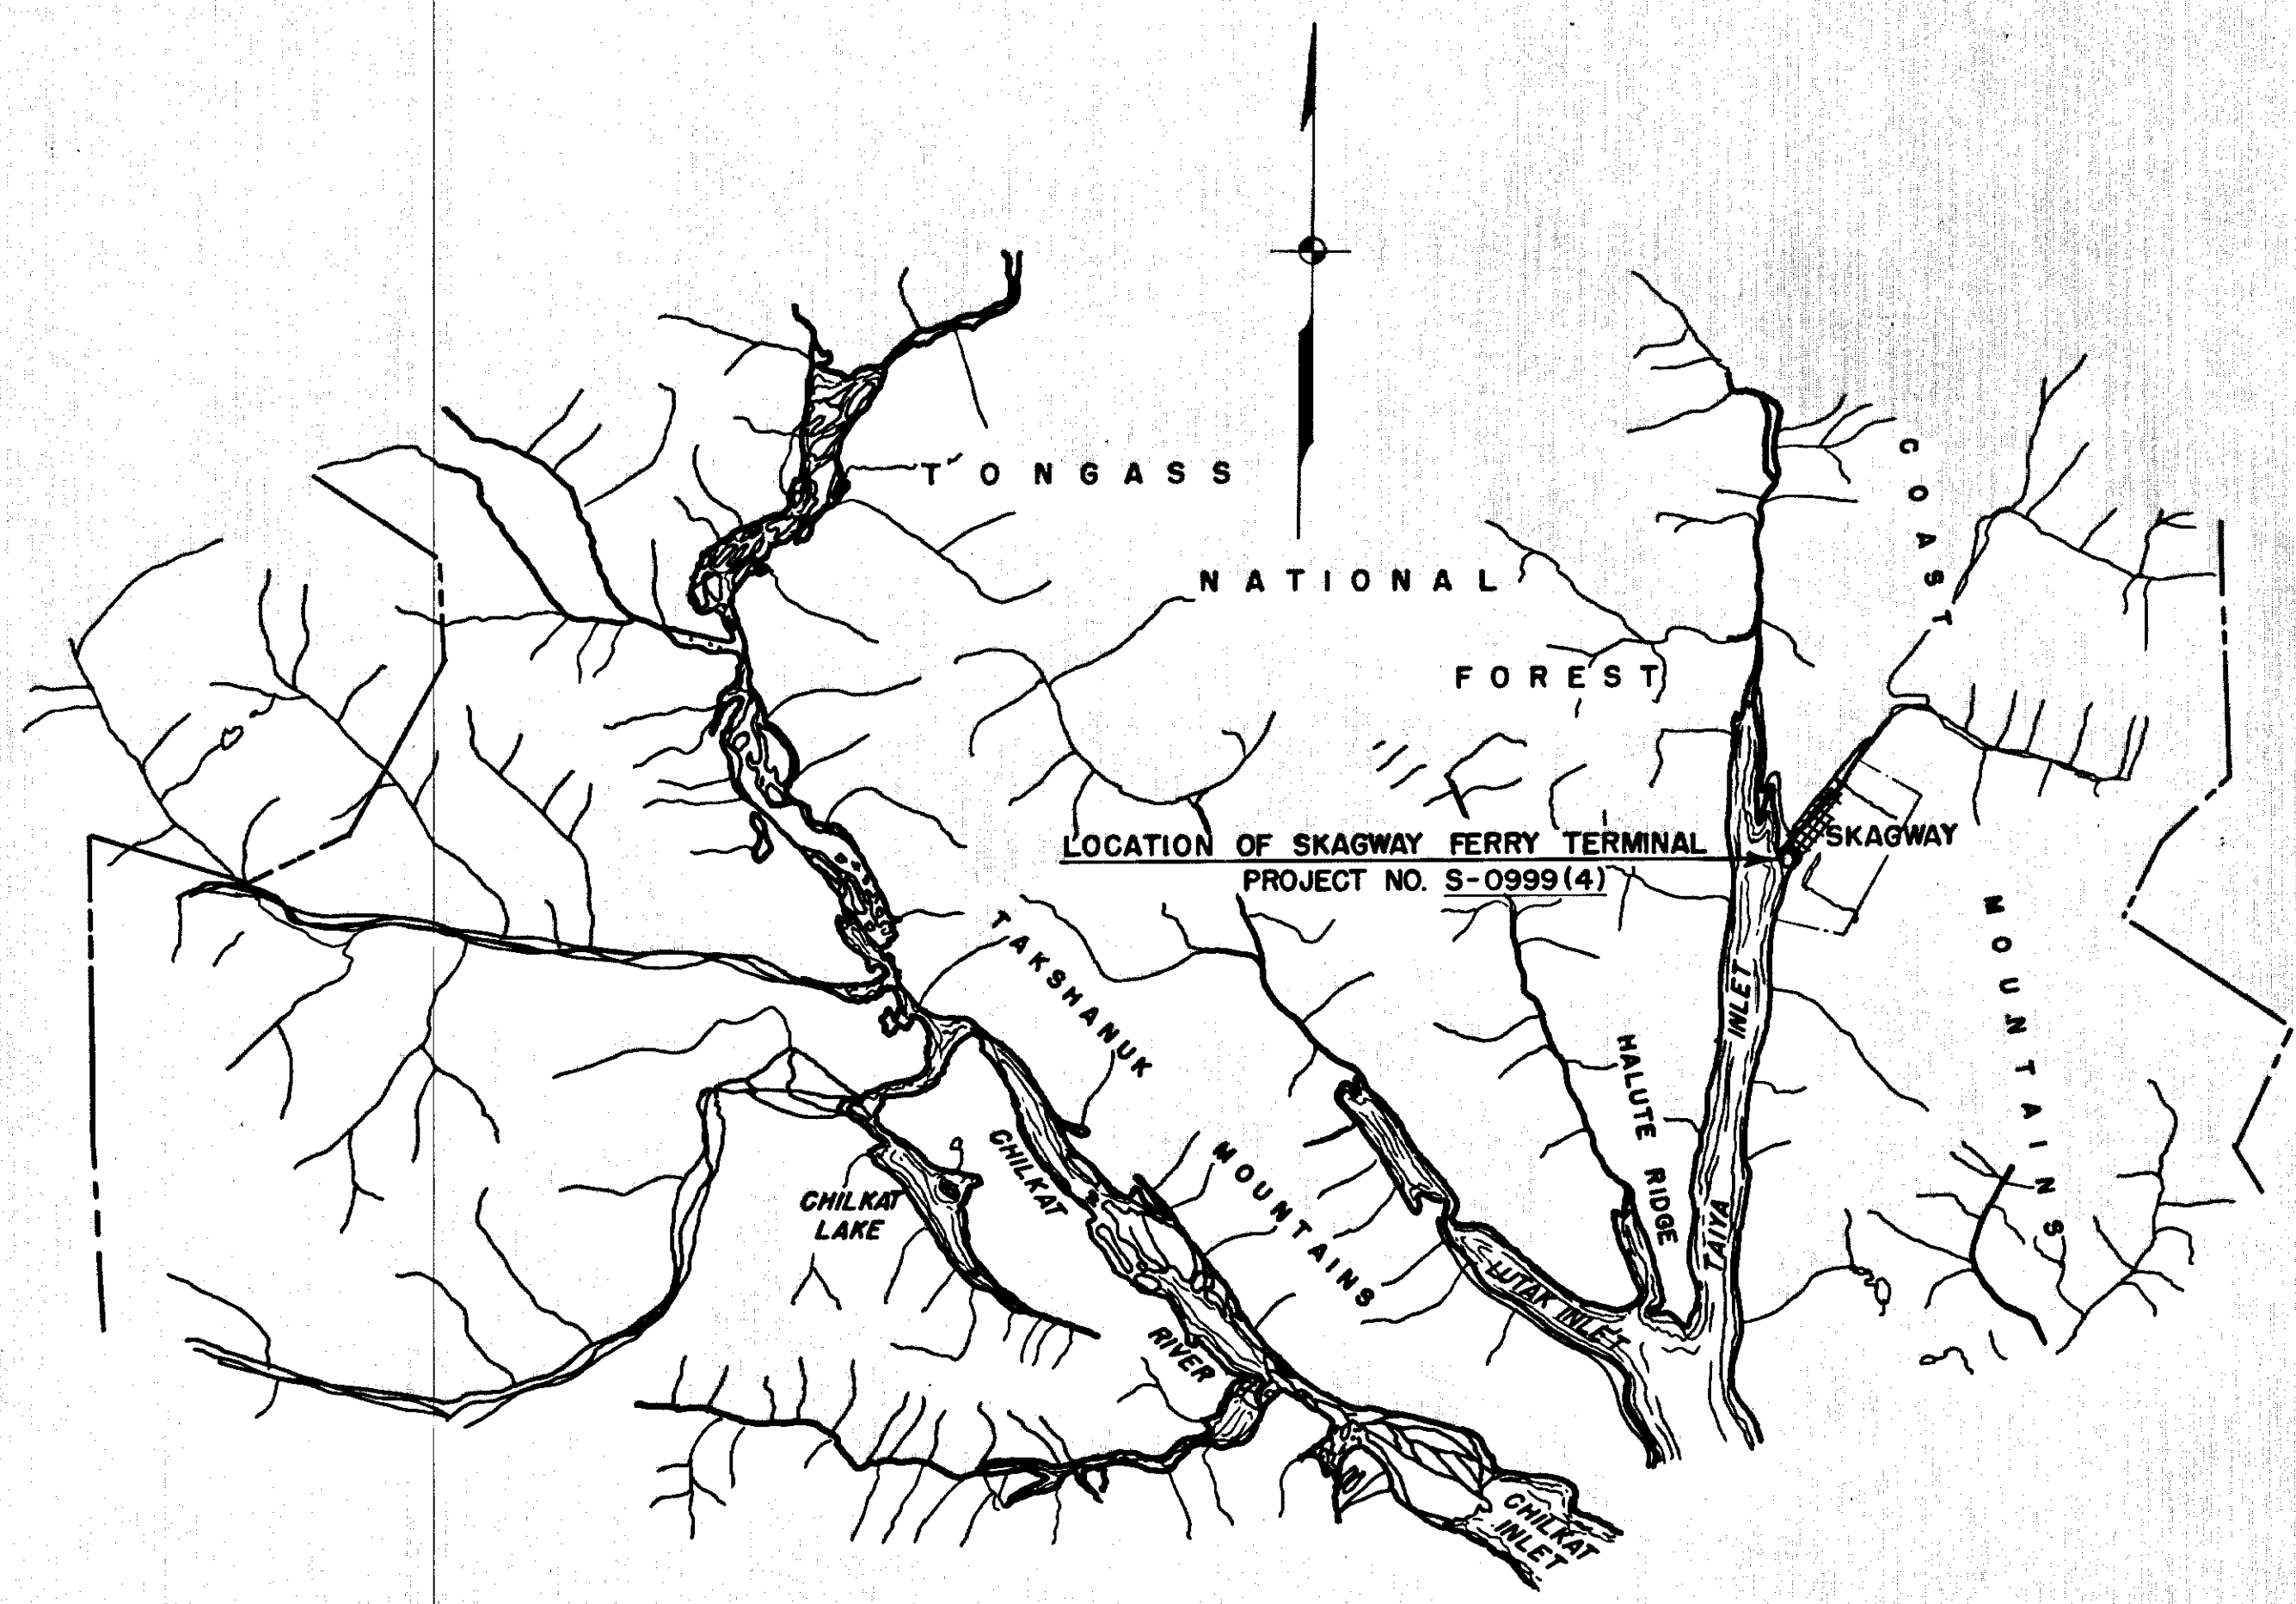 TONGASS
NATIONAL
FOREST
COAST
MOUNTAINS
LOCATION OF SKAGWAY FERRY TERMINAL
PROJECT NO. S-0999(4)
SKAGWAY
TAKSHANUK
MOUNTAINS
HALUTE RIDGE
TAIYA INLET
LUTAK INLET
CHILKAT
LAKE
CHILKAT
RIVER
CHILKAT
INLET